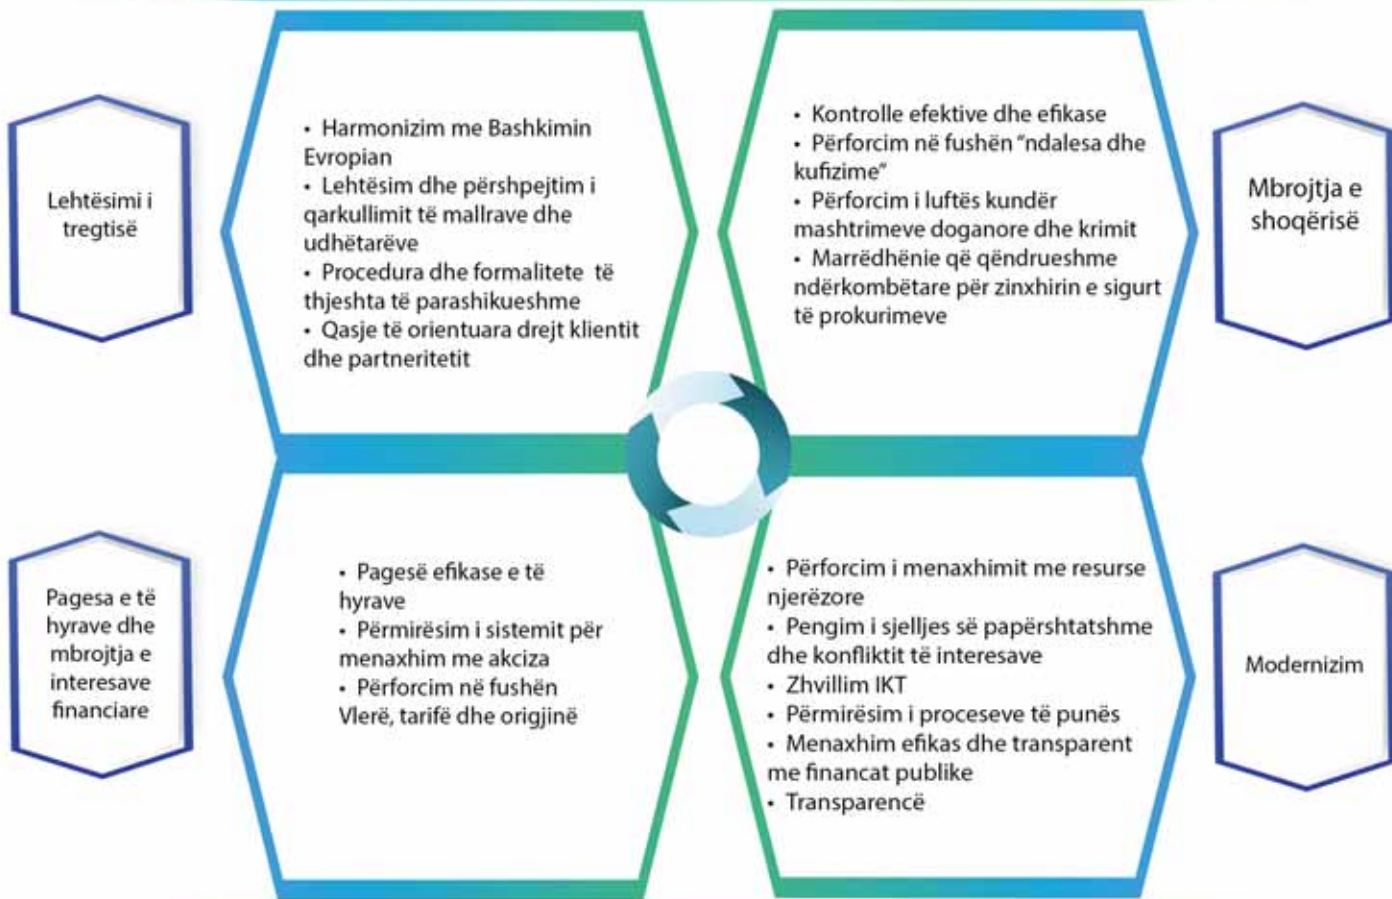 Lehtësimi i
tregtisë
• Harmonizim me Bashkimin
Evropian
• Lehtësim dhe përshpejtim i
qarkullimit të mallrave dhe
udhëtarëve
• Procedura dhe formalitete të
thjeshta të parashikueshme
• Qasje të orientuara drejt klientit
dhe partneritetit
• Kontrolle efektive dhe efikase
• Përforcim në fushën “ndalesa dhe
kufizime”
• Përforcim i luftës kundër
mashtrimeve doganore dhe krimit
• Marrëdhënie që qëndrueshme
ndërkombëtare për zinxhirin e sigurt
të prokurimeve
Mbrojtja e
shoqërisë
Pagesa e të
hyrave dhe
mbrojtja e
interesave
financiare
• Pagesë efikase e të
hyrave
• Përmirësim i sistemit për
menaxhim me akciza
• Përforcim në fushën
Vlerë, tarifë dhe origjinë
• Përforcim i menaxhimit me resurse
njerëzore
• Pengim i sjelljes së papërshtatshme
dhe konfliktit të interesave
• Zhvillim IKT
• Përmirësim i proceseve të punës
• Menaxhim efikas dhe transparent
me financat publike
• Transparencë
Modernizim